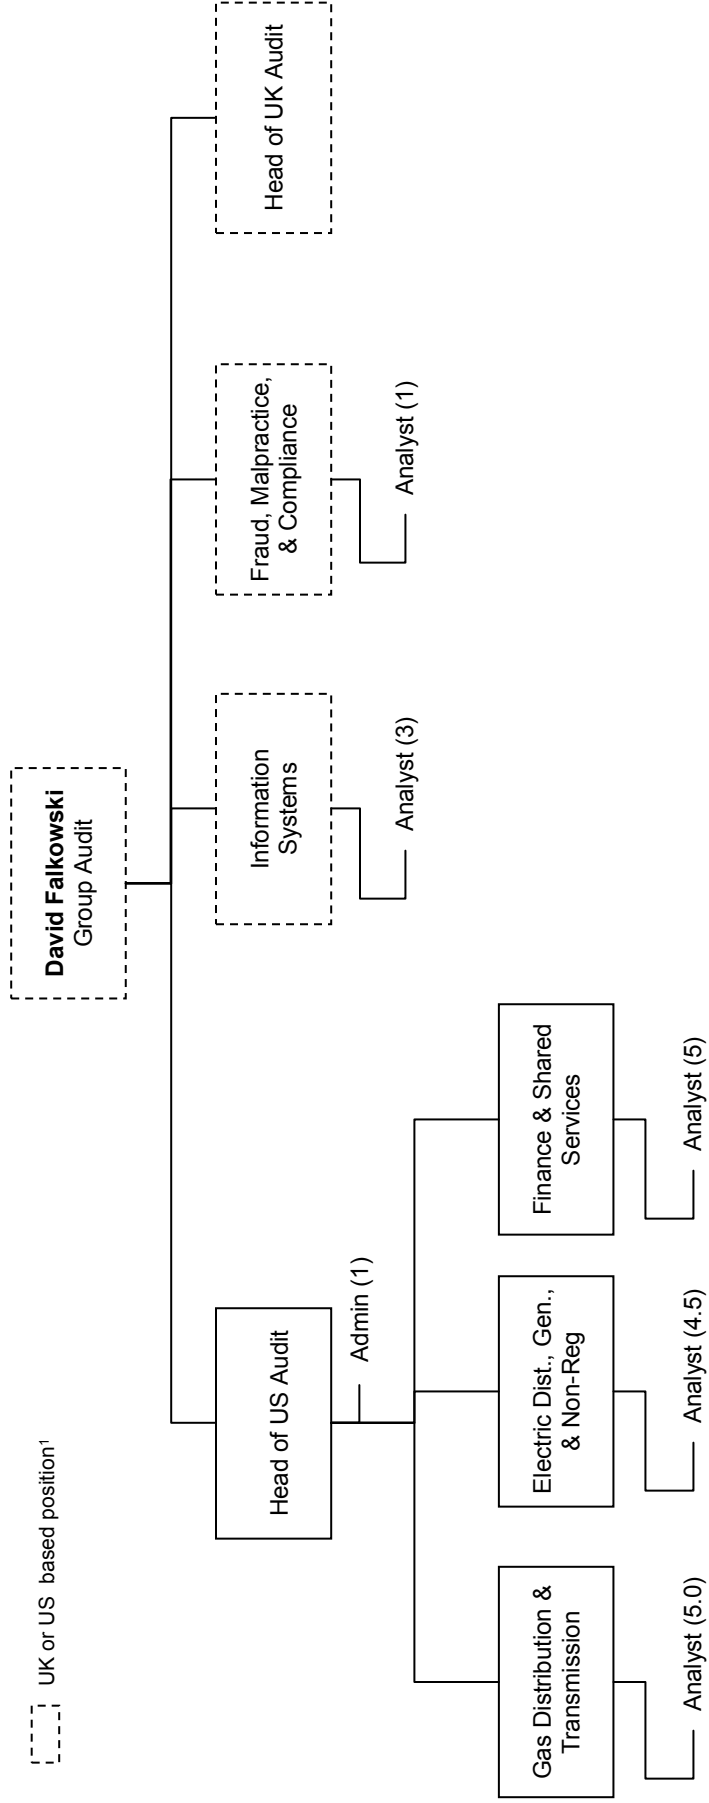 UK or US  based position¹
David Falkowski
Group Audit
Head of US Audit
Information
Systems
Fraud, Malpractice,
& Compliance
Head of UK Audit
Admin (1)
Analyst (3)
Analyst (1)
Gas Distribution &
Transmission
Electric Dist., Gen.,
& Non-Reg
Finance & Shared
Services
Analyst (5.0)
Analyst (4.5)
Analyst (5)